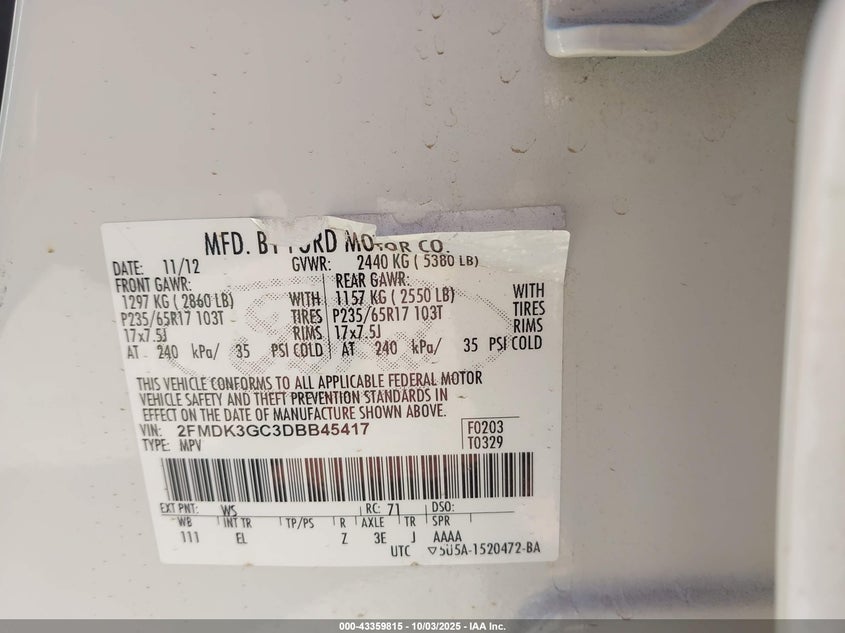 MFD. BY FORD MOTOR CO.
DATE: 11/12 GVWR: 2440 KG ( 5380 LB)
FRONT GAWR: REAR GAWR:
1297 KG ( 2860 LB) WITH 1157 KG ( 2550 LB) WITH
P235/65R17 103T TIRES P235/65R17 103T TIRES
17x7.5J RIMS 17x7.5J RIMS
AT 240 kPa/ 35 PSI COLD AT 240 kPa/ 35 PSI COLD
THIS VEHICLE CONFORMS TO ALL APPLICABLE FEDERAL MOTOR
VEHICLE SAFETY AND THEFT PREVENTION STANDARDS IN
EFFECT ON THE DATE OF MANUFACTURE SHOWN ABOVE.
VIN: 2FMDK3GC3DBB45417 F0203
TYPE: MPV T0329
EXT PNT: WS RC: 71 DSO:
WB INT TR TP/PS R AXLE TR SPR
111 EL Z 3E J AAAA
UTC ▽5U5A-1520472-BA
000-43359815 - 10/03/2025 - IAA Inc.